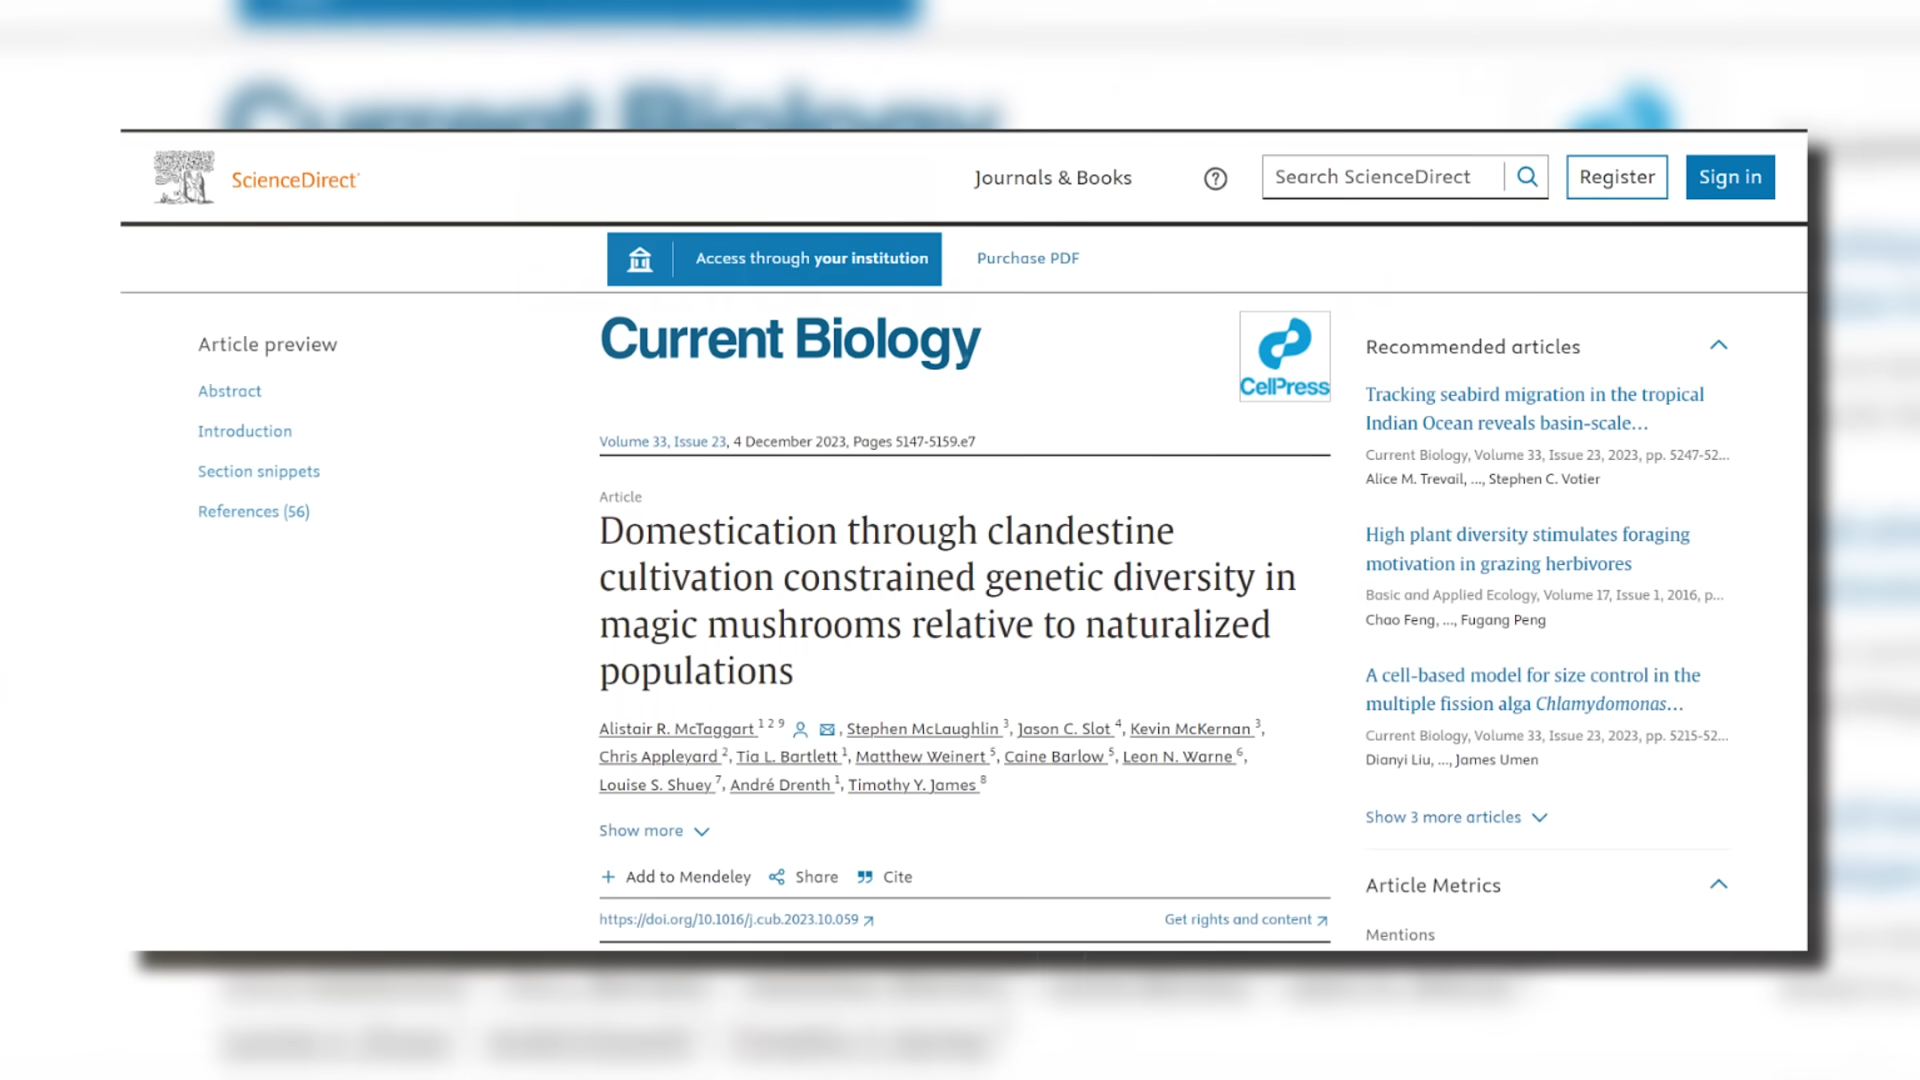 ScienceDirect
Journals & Books
Search ScienceDirect
Register
Sign in
Access through your institution
Purchase PDF
Article preview
Abstract
Introduction
Section snippets
References (56)
Current Biology
CellPress
Volume 33, Issue 23, 4 December 2023, Pages 5147-5159.e7
Article
Domestication through clandestine
cultivation constrained genetic diversity in
magic mushrooms relative to naturalized
populations
Alistair R. McTaggart 1 2 9, Stephen McLaughlin 3, Jason C. Slot 4, Kevin McKernan 3,
Chris Appleyard 2, Tia L. Bartlett 1, Matthew Weinert 5, Caine Barlow 5, Leon N. Warne 6,
Louise S. Shuey 7, André Drenth 1, Timothy Y. James 8
Show more
+ Add to Mendeley Share Cite
https://doi.org/10.1016/j.cub.2023.10.059
Get rights and content
Recommended articles
Tracking seabird migration in the tropical
Indian Ocean reveals basin-scale...
Current Biology, Volume 33, Issue 23, 2023, pp. 5247-52...
Alice M. Trevail, ..., Stephen C. Votier
High plant diversity stimulates foraging
motivation in grazing herbivores
Basic and Applied Ecology, Volume 17, Issue 1, 2016, p...
Chao Feng, ..., Fugang Peng
A cell-based model for size control in the
multiple fission alga Chlamydomonas...
Current Biology, Volume 33, Issue 23, 2023, pp. 5215-52...
Dianyi Liu, ..., James Umen
Show 3 more articles
Article Metrics
Mentions